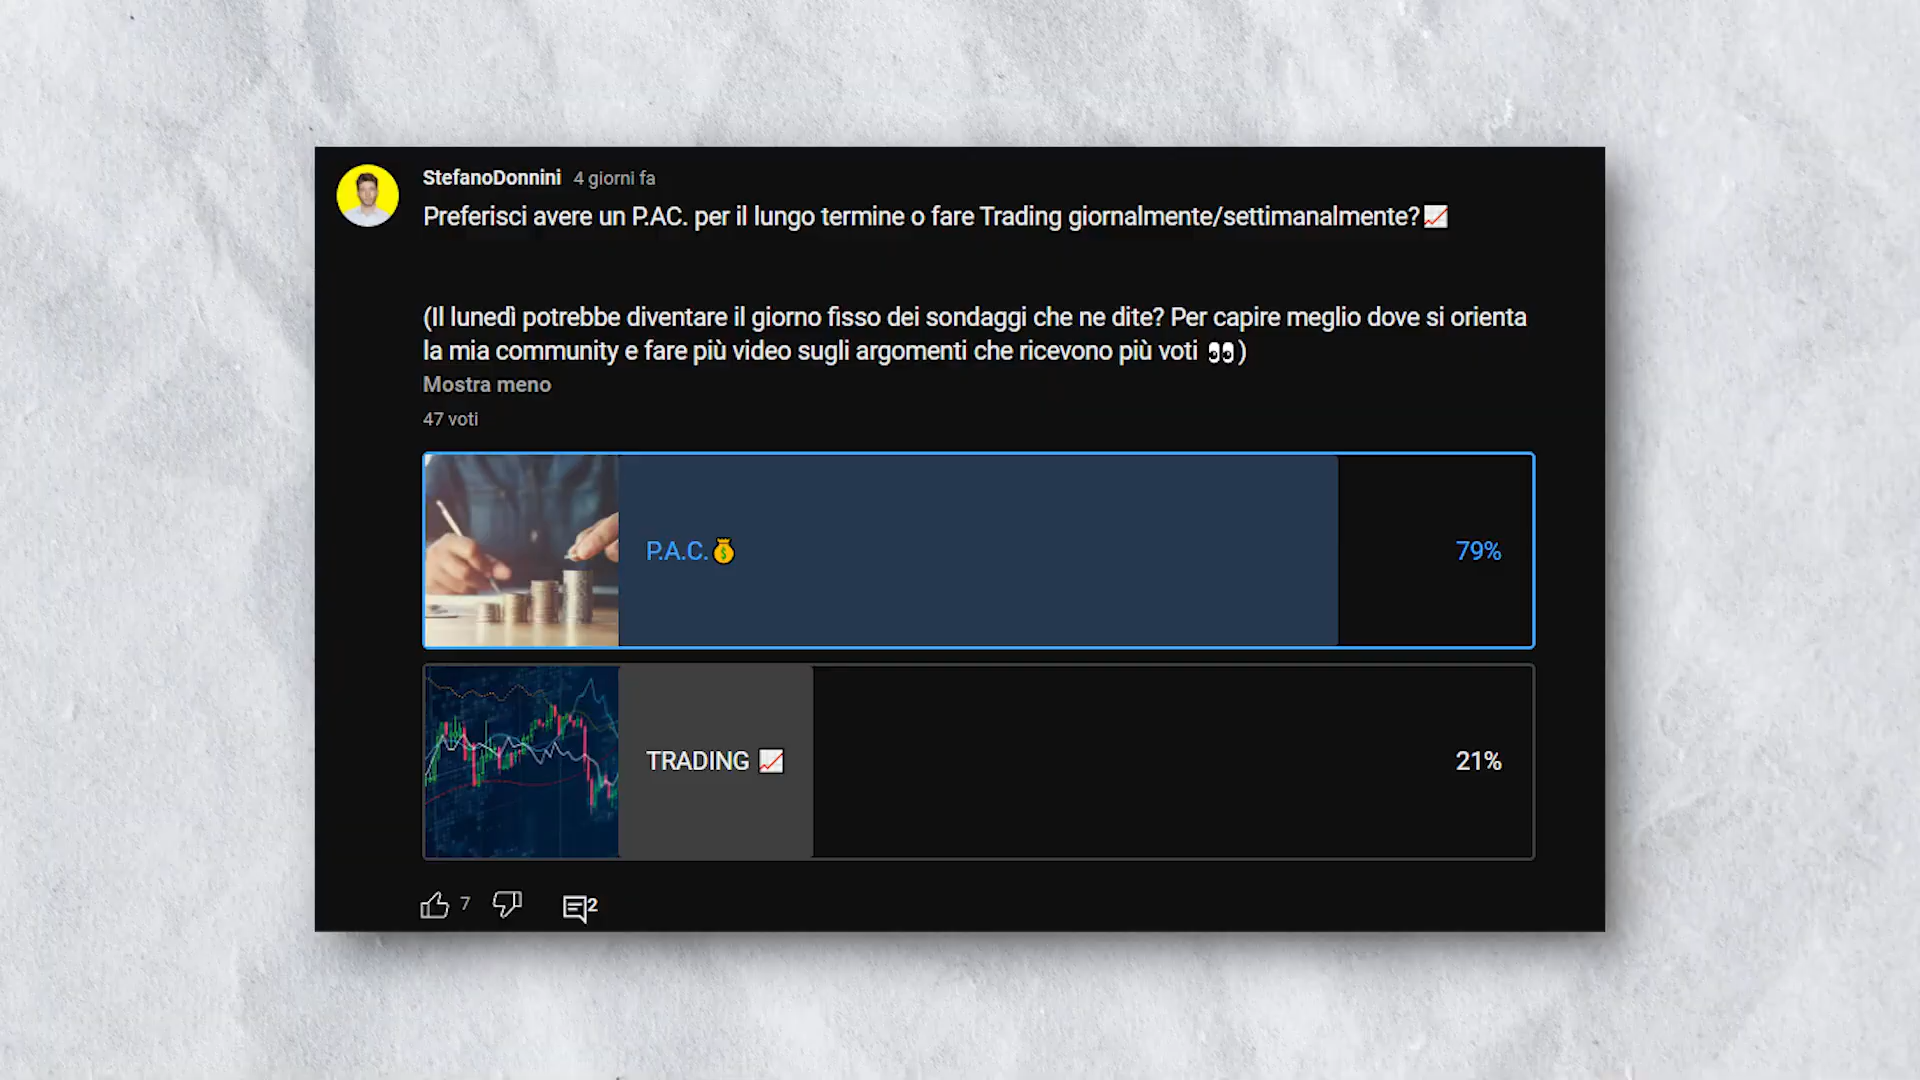 StefanoDonnini 4 giorni fa
Preferisci avere un P.AC. per il lungo termine o fare Trading giornalmente/settimanalmente?📈
(Il lunedì potrebbe diventare il giorno fisso dei sondaggi che ne dite? Per capire meglio dove si orienta
la mia community e fare più video sugli argomenti che ricevono più voti 👀)
Mostra meno
47 voti
P.A.C.💰 79%
TRADING 📈 21%
7 2